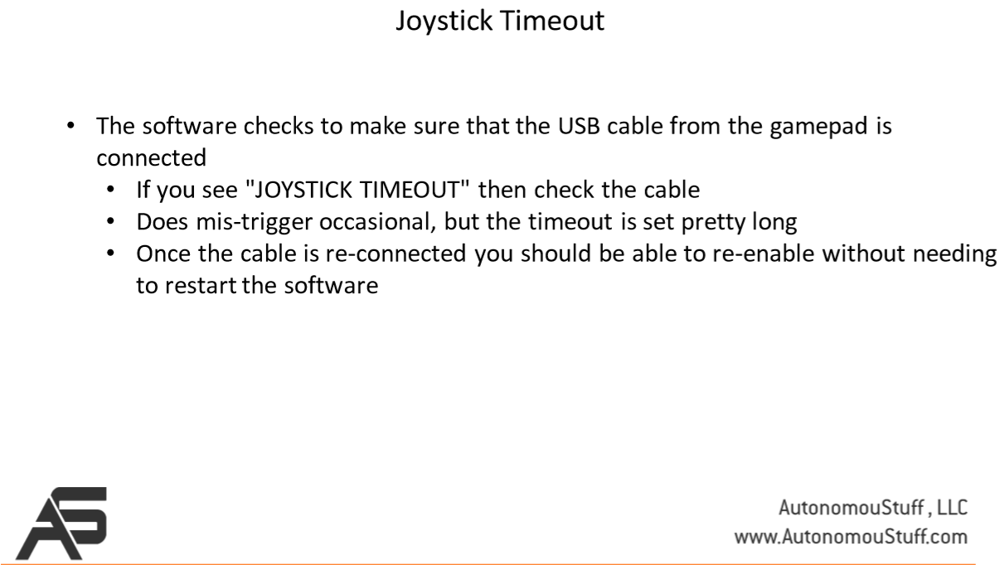 Joystick Timeout
• The software checks to make sure that the USB cable from the gamepad is
connected
• If you see "JOYSTICK TIMEOUT" then check the cable
• Does mis-trigger occasional, but the timeout is set pretty long
• Once the cable is re-connected you should be able to re-enable without needing
to restart the software
AS
AutonomouStuff, LLC
www.AutonomouStuff.com